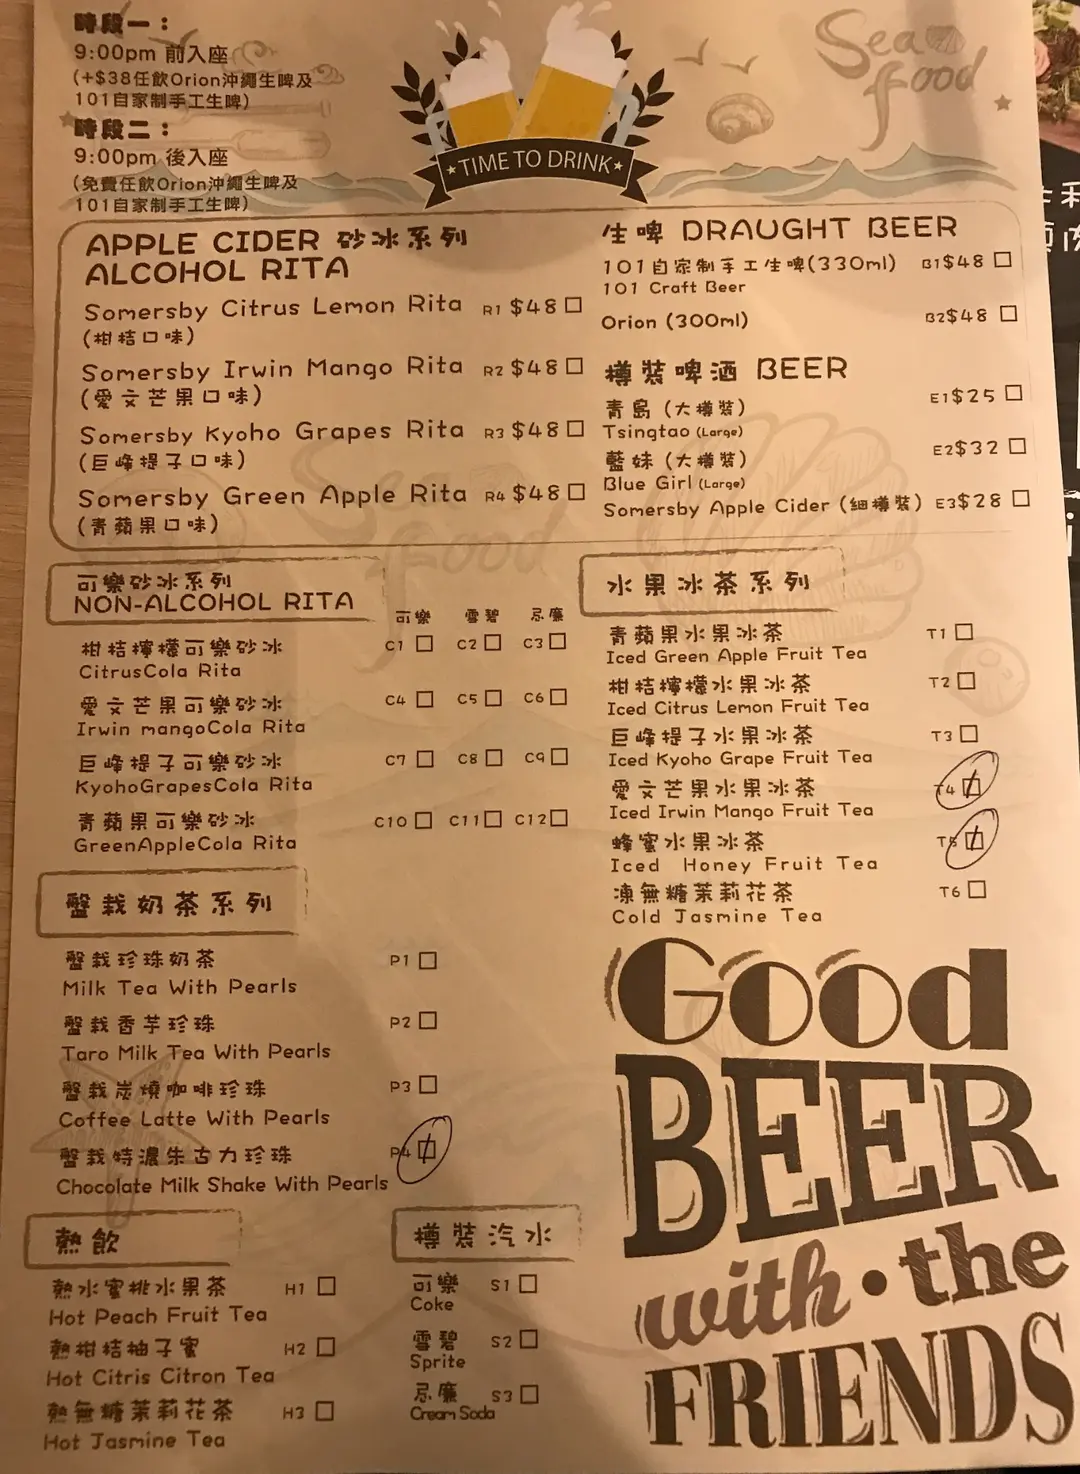 時段一：
9:00pm 前入座
(+$38任飲Orion沖繩生啤及
101自家制手工生啤)
時段二：
9:00pm 後入座
(免費任飲Orion沖繩生啤及
101自家制手工生啤)
TIME TO DRINK
Sea
food
APPLE CIDER 砂冰系列
ALCOHOL RITA
Somersby Citrus Lemon Rita R1 $48
(柑桔口味)
Somersby Irwin Mango Rita R2 $48
(愛文芒果口味)
Somersby Kyoho Grapes Rita R3 $48
(巨峰提子口味)
Somersby Green Apple Rita R4 $48
(青蘋果口味)
生啤 DRAUGHT BEER
101自家制手工生啤(330ml) B1$48
101 Craft Beer
Orion (300ml) B2$48
樽裝啤酒 BEER
青島 (大樽裝) E1$25
Tsingtao (Large)
藍妹 (大樽裝) E2$32
Blue Girl (Large)
Somersby Apple Cider (細樽裝) E3$28
可樂砂冰系列
NON-ALCOHOL RITA
可樂 雪碧 忌廉
柑桔檸檬可樂砂冰 C1 C2 C3
CitrusCola Rita
愛文芒果可樂砂冰 C4 C5 C6
Irwin mangoCola Rita
巨峰提子可樂砂冰 C7 C8 C9
KyohoGrapesCola Rita
青蘋果可樂砂冰 C10 C11 C12
GreenAppleCola Rita
水果冰茶系列
青蘋果水果冰茶 T1
Iced Green Apple Fruit Tea
柑桔檸檬水果冰茶 T2
Iced Citrus Lemon Fruit Tea
巨峰提子水果冰茶 T3
Iced Kyoho Grape Fruit Tea
愛文芒果水果冰茶 T4
Iced Irwin Mango Fruit Tea
蜂蜜水果冰茶 T5
Iced Honey Fruit Tea
凍無糖茉莉花茶 T6
Cold Jasmine Tea
盤栽奶茶系列
盤栽珍珠奶茶 P1
Milk Tea With Pearls
盤栽香芋珍珠 P2
Taro Milk Tea With Pearls
盤栽炭燒咖啡珍珠 P3
Coffee Latte With Pearls
盤栽特濃朱古力珍珠 P4
Chocolate Milk Shake With Pearls
熱飲
熱水蜜桃水果茶 H1
Hot Peach Fruit Tea
熱柑桔柚子蜜 H2
Hot Citris Citron Tea
熱無糖茉莉花茶 H3
Hot Jasmine Tea
樽裝汽水
可樂 S1
Coke
雪碧 S2
Sprite
忌廉 S3
Cream Soda
Good
BEER
with • the
FRIENDS